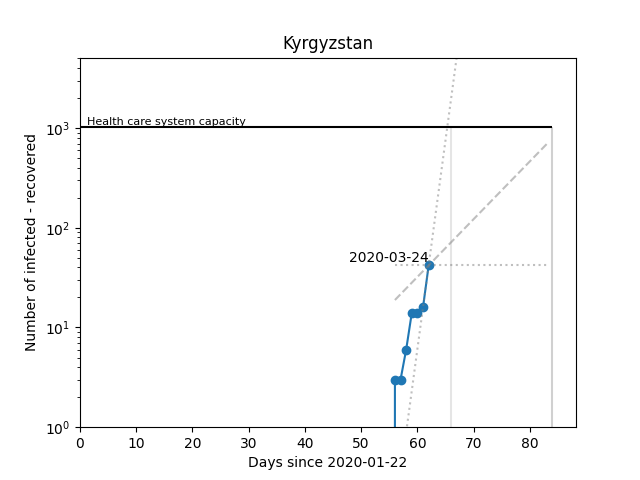 Kyrgyzstan
Health care system capacity
2020-03-24
Number of infected - recovered
10³
10²
10¹
10⁰
0 10 20 30 40 50 60 70 80
Days since 2020-01-22